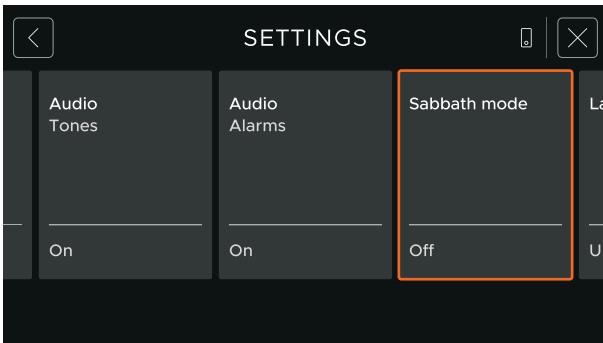 SETTINGS
Audio
Tones
On
Audio
Alarms
On
Sabbath mode
Off